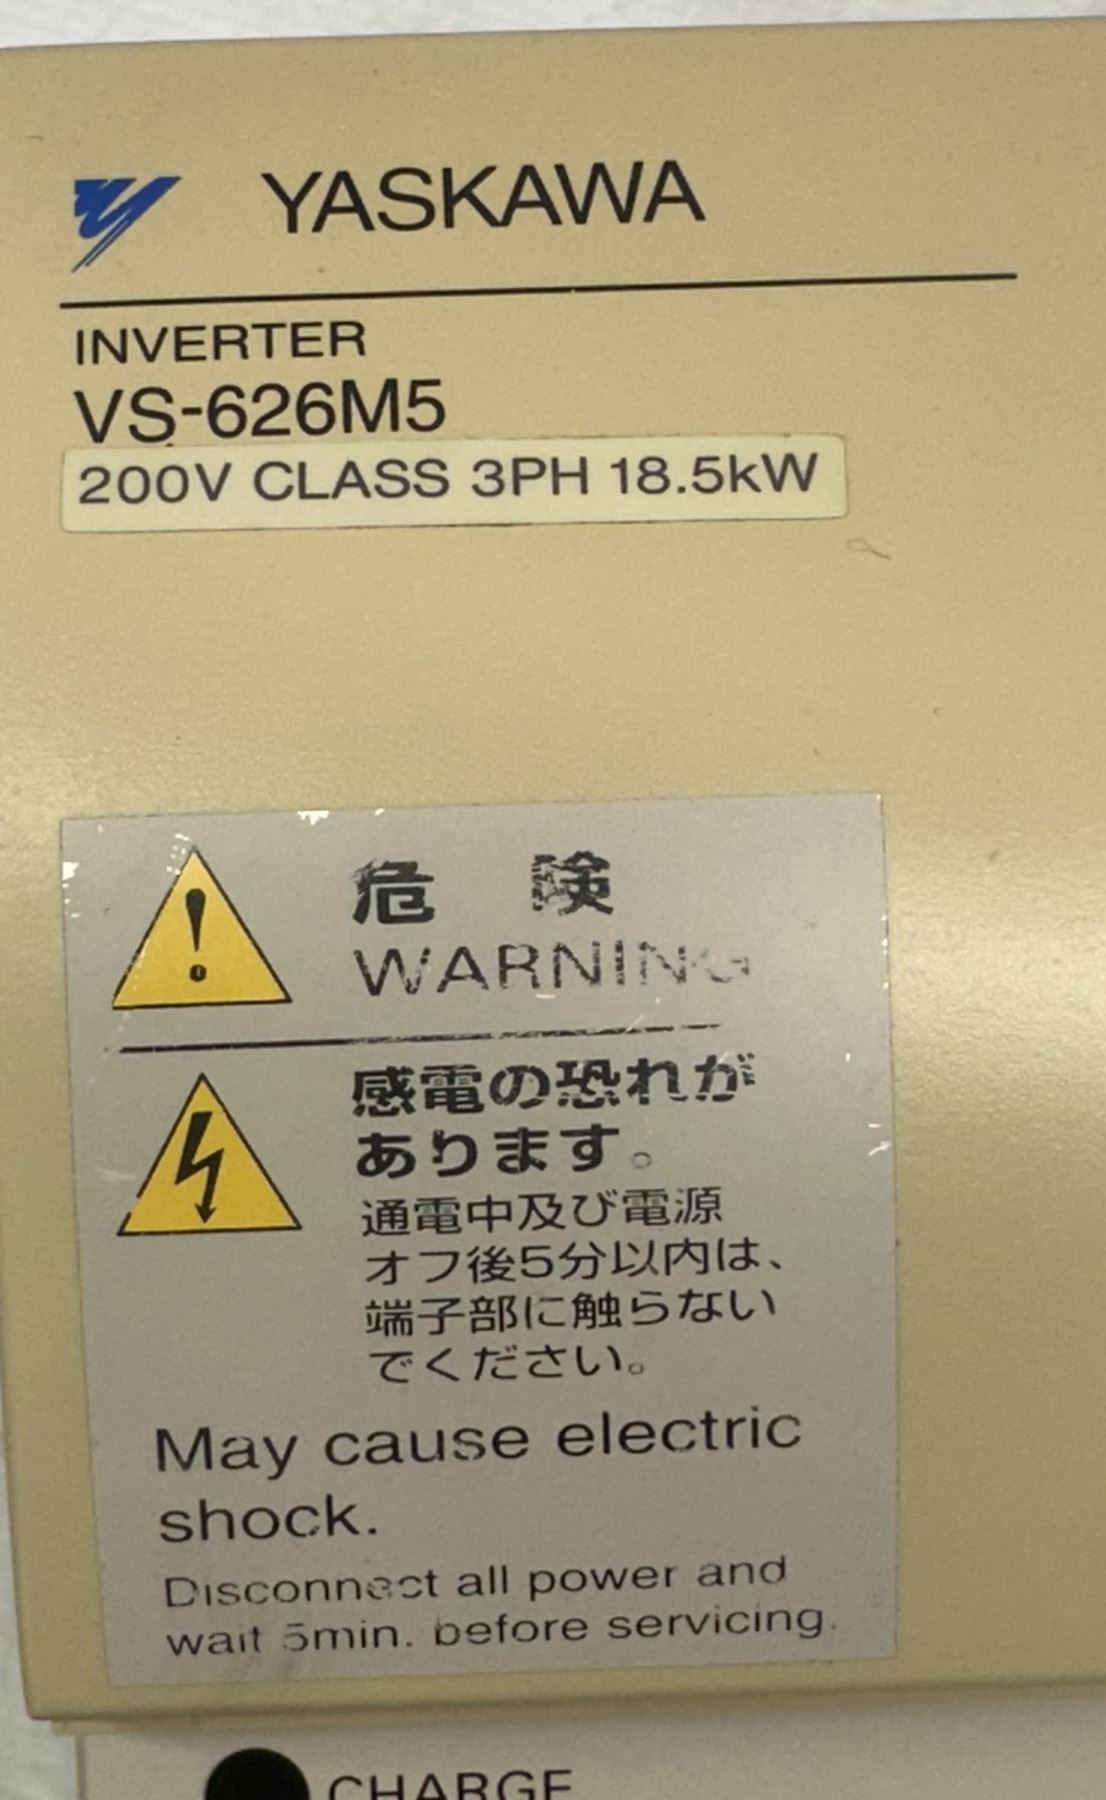 YASKAWA
INVERTER
VS-626M5
200V CLASS 3PH 18.5kW
危 険
WARNING
感電の恐れが
あります。
通電中及び電源
オフ後5分以内は、
端子部に触らない
でください。
May cause electric
shock.
Disconnect all power and
wait 5min. before servicing.
CHARGE